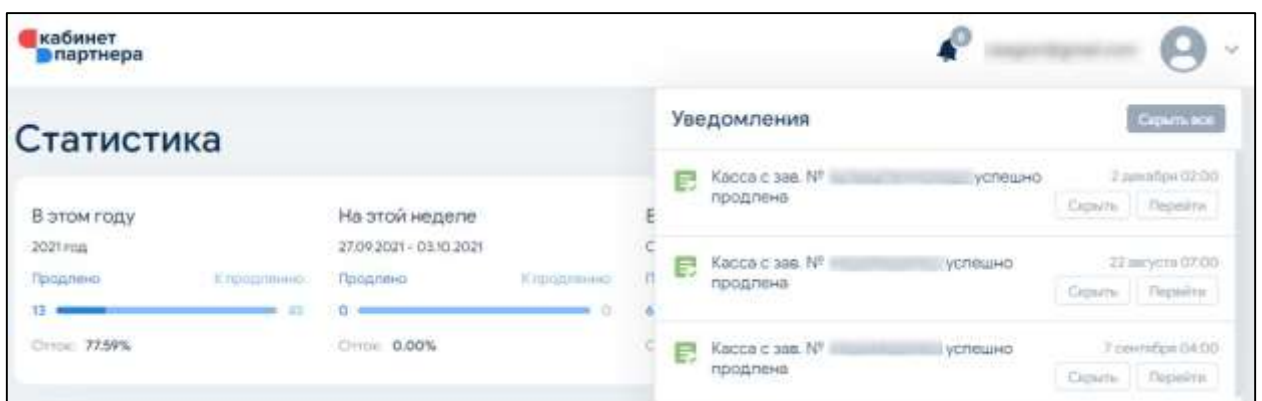 кабинет
партнера
Уведомления
Скрыть все
Статистика
Касса с зав. № успешно
продлена
2 декабря 02:00
Скрыть Перейти
В этом году
2021 год
Продлено К продлению
13
Отток: 77.59%
На этой неделе
27.09.2021 - 03.10.2021
Продлено К продлению
0 0
Отток: 0.00%
Касса с зав. № успешно
продлена
22 августа 07:00
Скрыть Перейти
Касса с зав. № успешно
продлена
7 сентября 04:00
Скрыть Перейти